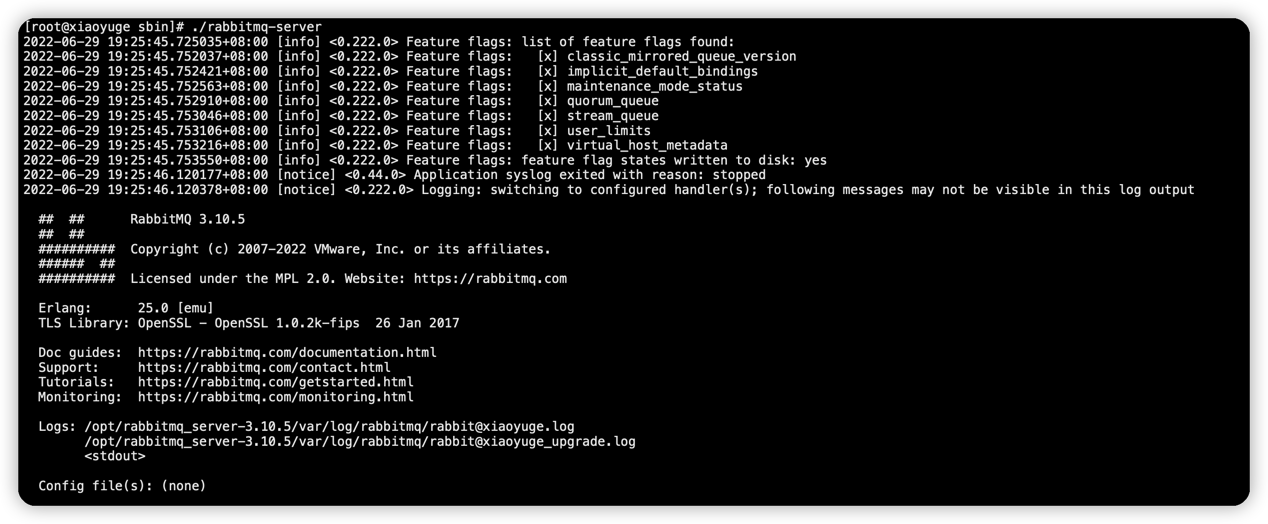 [root@xiaoyuge sbin]# ./rabbitmq-server
2022-06-29 19:25:45.725035+08:00 [info] <0.222.0> Feature flags: list of feature flags found:
2022-06-29 19:25:45.752037+08:00 [info] <0.222.0> Feature flags:   [x] classic_mirrored_queue_version
2022-06-29 19:25:45.752421+08:00 [info] <0.222.0> Feature flags:   [x] implicit_default_bindings
2022-06-29 19:25:45.752563+08:00 [info] <0.222.0> Feature flags:   [x] maintenance_mode_status
2022-06-29 19:25:45.752910+08:00 [info] <0.222.0> Feature flags:   [x] quorum_queue
2022-06-29 19:25:45.753046+08:00 [info] <0.222.0> Feature flags:   [x] stream_queue
2022-06-29 19:25:45.753106+08:00 [info] <0.222.0> Feature flags:   [x] user_limits
2022-06-29 19:25:45.753216+08:00 [info] <0.222.0> Feature flags:   [x] virtual_host_metadata
2022-06-29 19:25:45.753550+08:00 [info] <0.222.0> Feature flags: feature flag states written to disk: yes
2022-06-29 19:25:46.120177+08:00 [notice] <0.44.0> Application syslog exited with reason: stopped
2022-06-29 19:25:46.120378+08:00 [notice] <0.222.0> Logging: switching to configured handler(s); following messages may not be visible in this log output
  ##  ##      RabbitMQ 3.10.5
  ##  ##
  ##########  Copyright (c) 2007-2022 VMware, Inc. or its affiliates.
  ######  ##
  ##########  Licensed under the MPL 2.0. Website: https://rabbitmq.com
  Erlang:      25.0 [emu]
  TLS Library: OpenSSL - OpenSSL 1.0.2k-fips  26 Jan 2017
  Doc guides:  https://rabbitmq.com/documentation.html
  Support:     https://rabbitmq.com/contact.html
  Tutorials:   https://rabbitmq.com/getstarted.html
  Monitoring:  https://rabbitmq.com/monitoring.html
  Logs: /opt/rabbitmq_server-3.10.5/var/log/rabbitmq/rabbit@xiaoyuge.log
        /opt/rabbitmq_server-3.10.5/var/log/rabbitmq/rabbit@xiaoyuge_upgrade.log
        <stdout>
  Config file(s): (none)